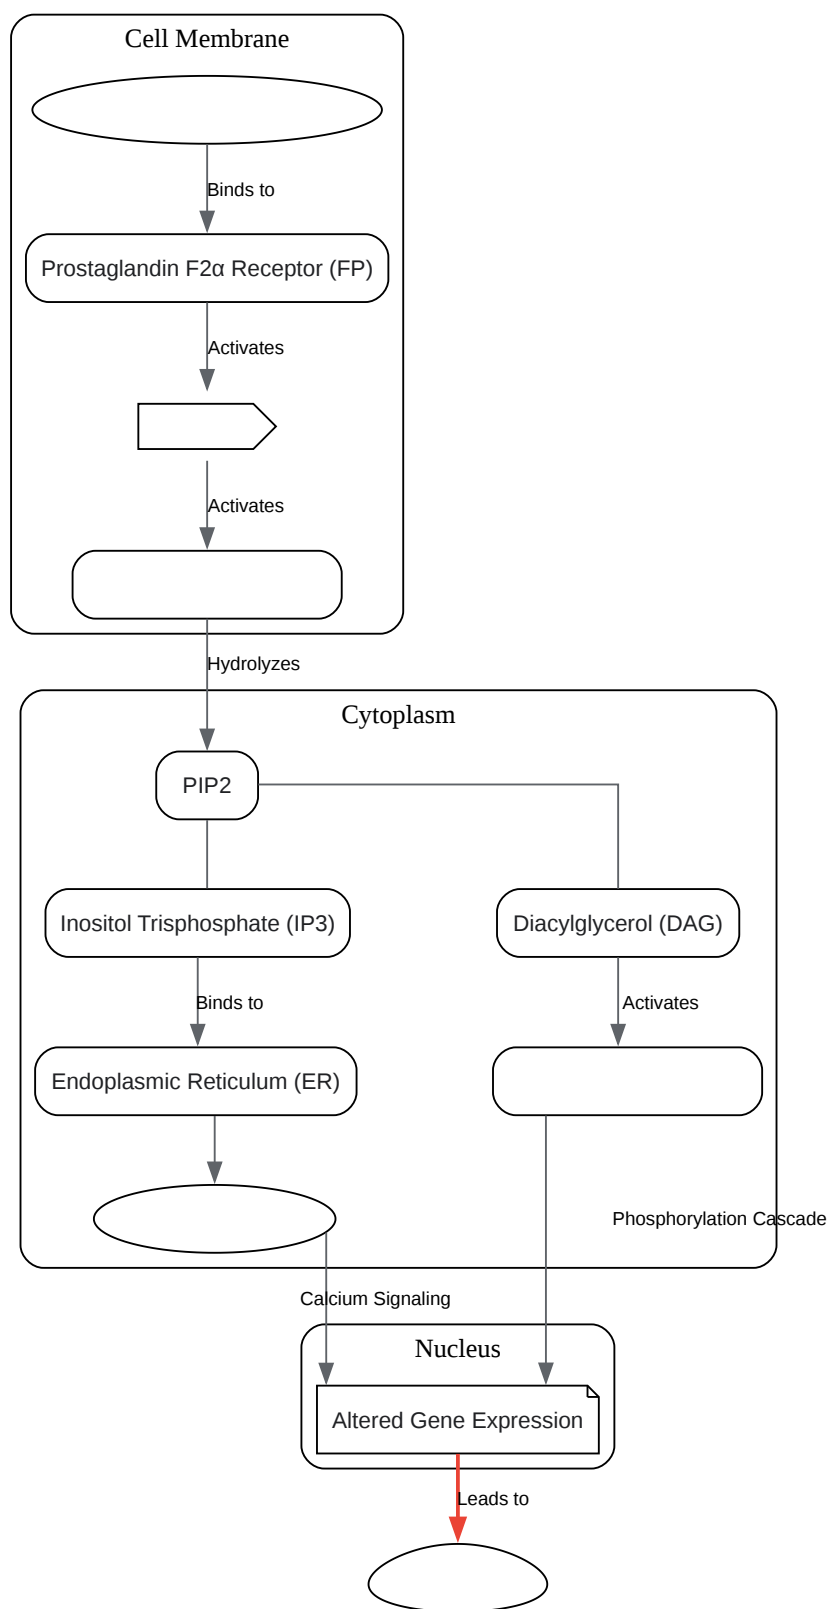 Cell Membrane
Binds to
Prostaglandin F2α Receptor (FP)
Activates
Activates
Hydrolyzes
Cytoplasm
PIP2
Inositol Trisphosphate (IP3)
Diacylglycerol (DAG)
Binds to
Activates
Endoplasmic Reticulum (ER)
Phosphorylation Cascade
Calcium Signaling
Nucleus
Altered Gene Expression
Leads to